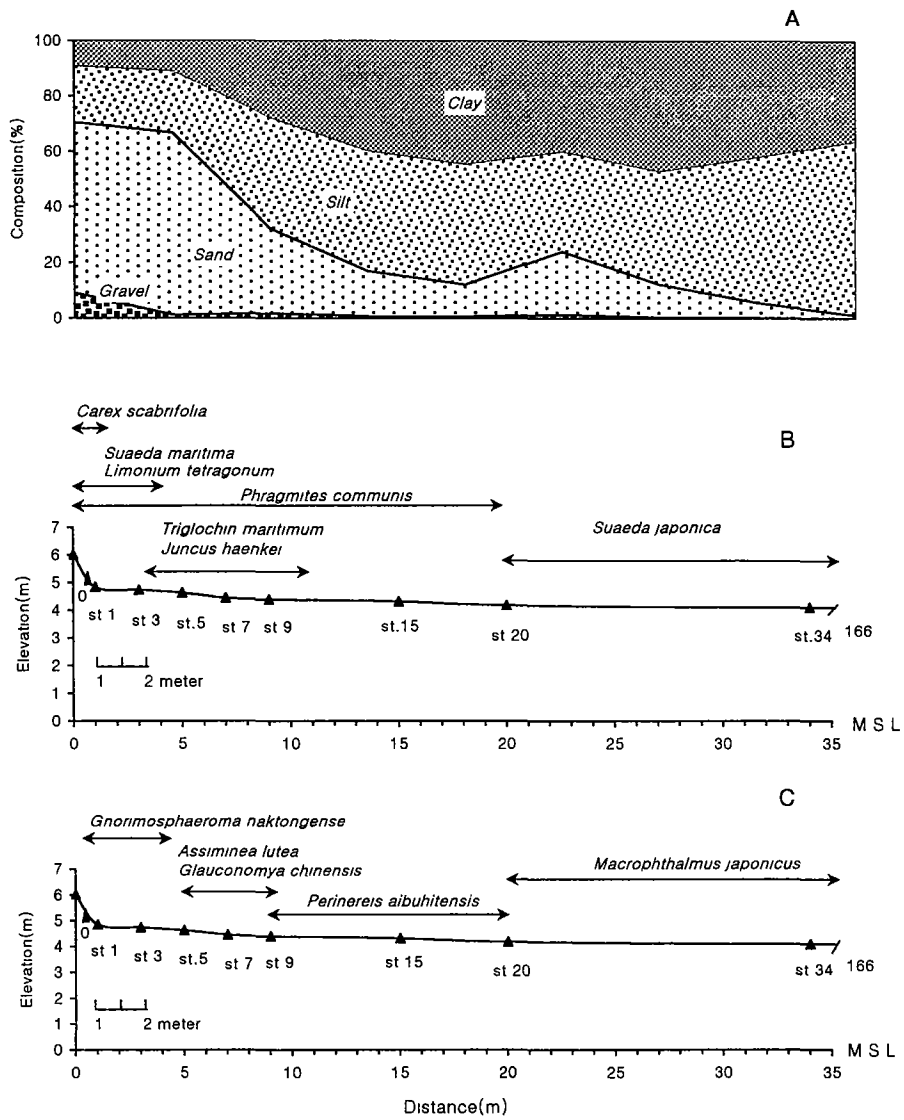 A
100
80
60
40
20
0
Composition(%)
Clay
Silt
Sand
Gravel
Carex scabrifolia
B
Suaeda maritima
Limonium tetragonum
Phragmites communis
Triglochin maritimum
Juncus haenkei
Suaeda japonica
7
6
5
4
3
2
1
0
Elevation(m)
0
st 1
st 3
st.5
st 7
st 9
st.15
st 20
st.34
166
1 2 meter
M S L
0 5 10 15 20 25 30 35
C
Gnorimosphaeroma naktongense
Assiminea lutea
Glauconomya chinensis
Perinereis aibuhitensis
Macrophthalmus japonicus
7
6
5
4
3
2
1
0
Elevation(m)
0
st 1
st 3
st.5
st 7
st 9
st 15
st 20
st 34
166
1 2 meter
M S L
0 5 10 15 20 25 30 35
Distance(m)